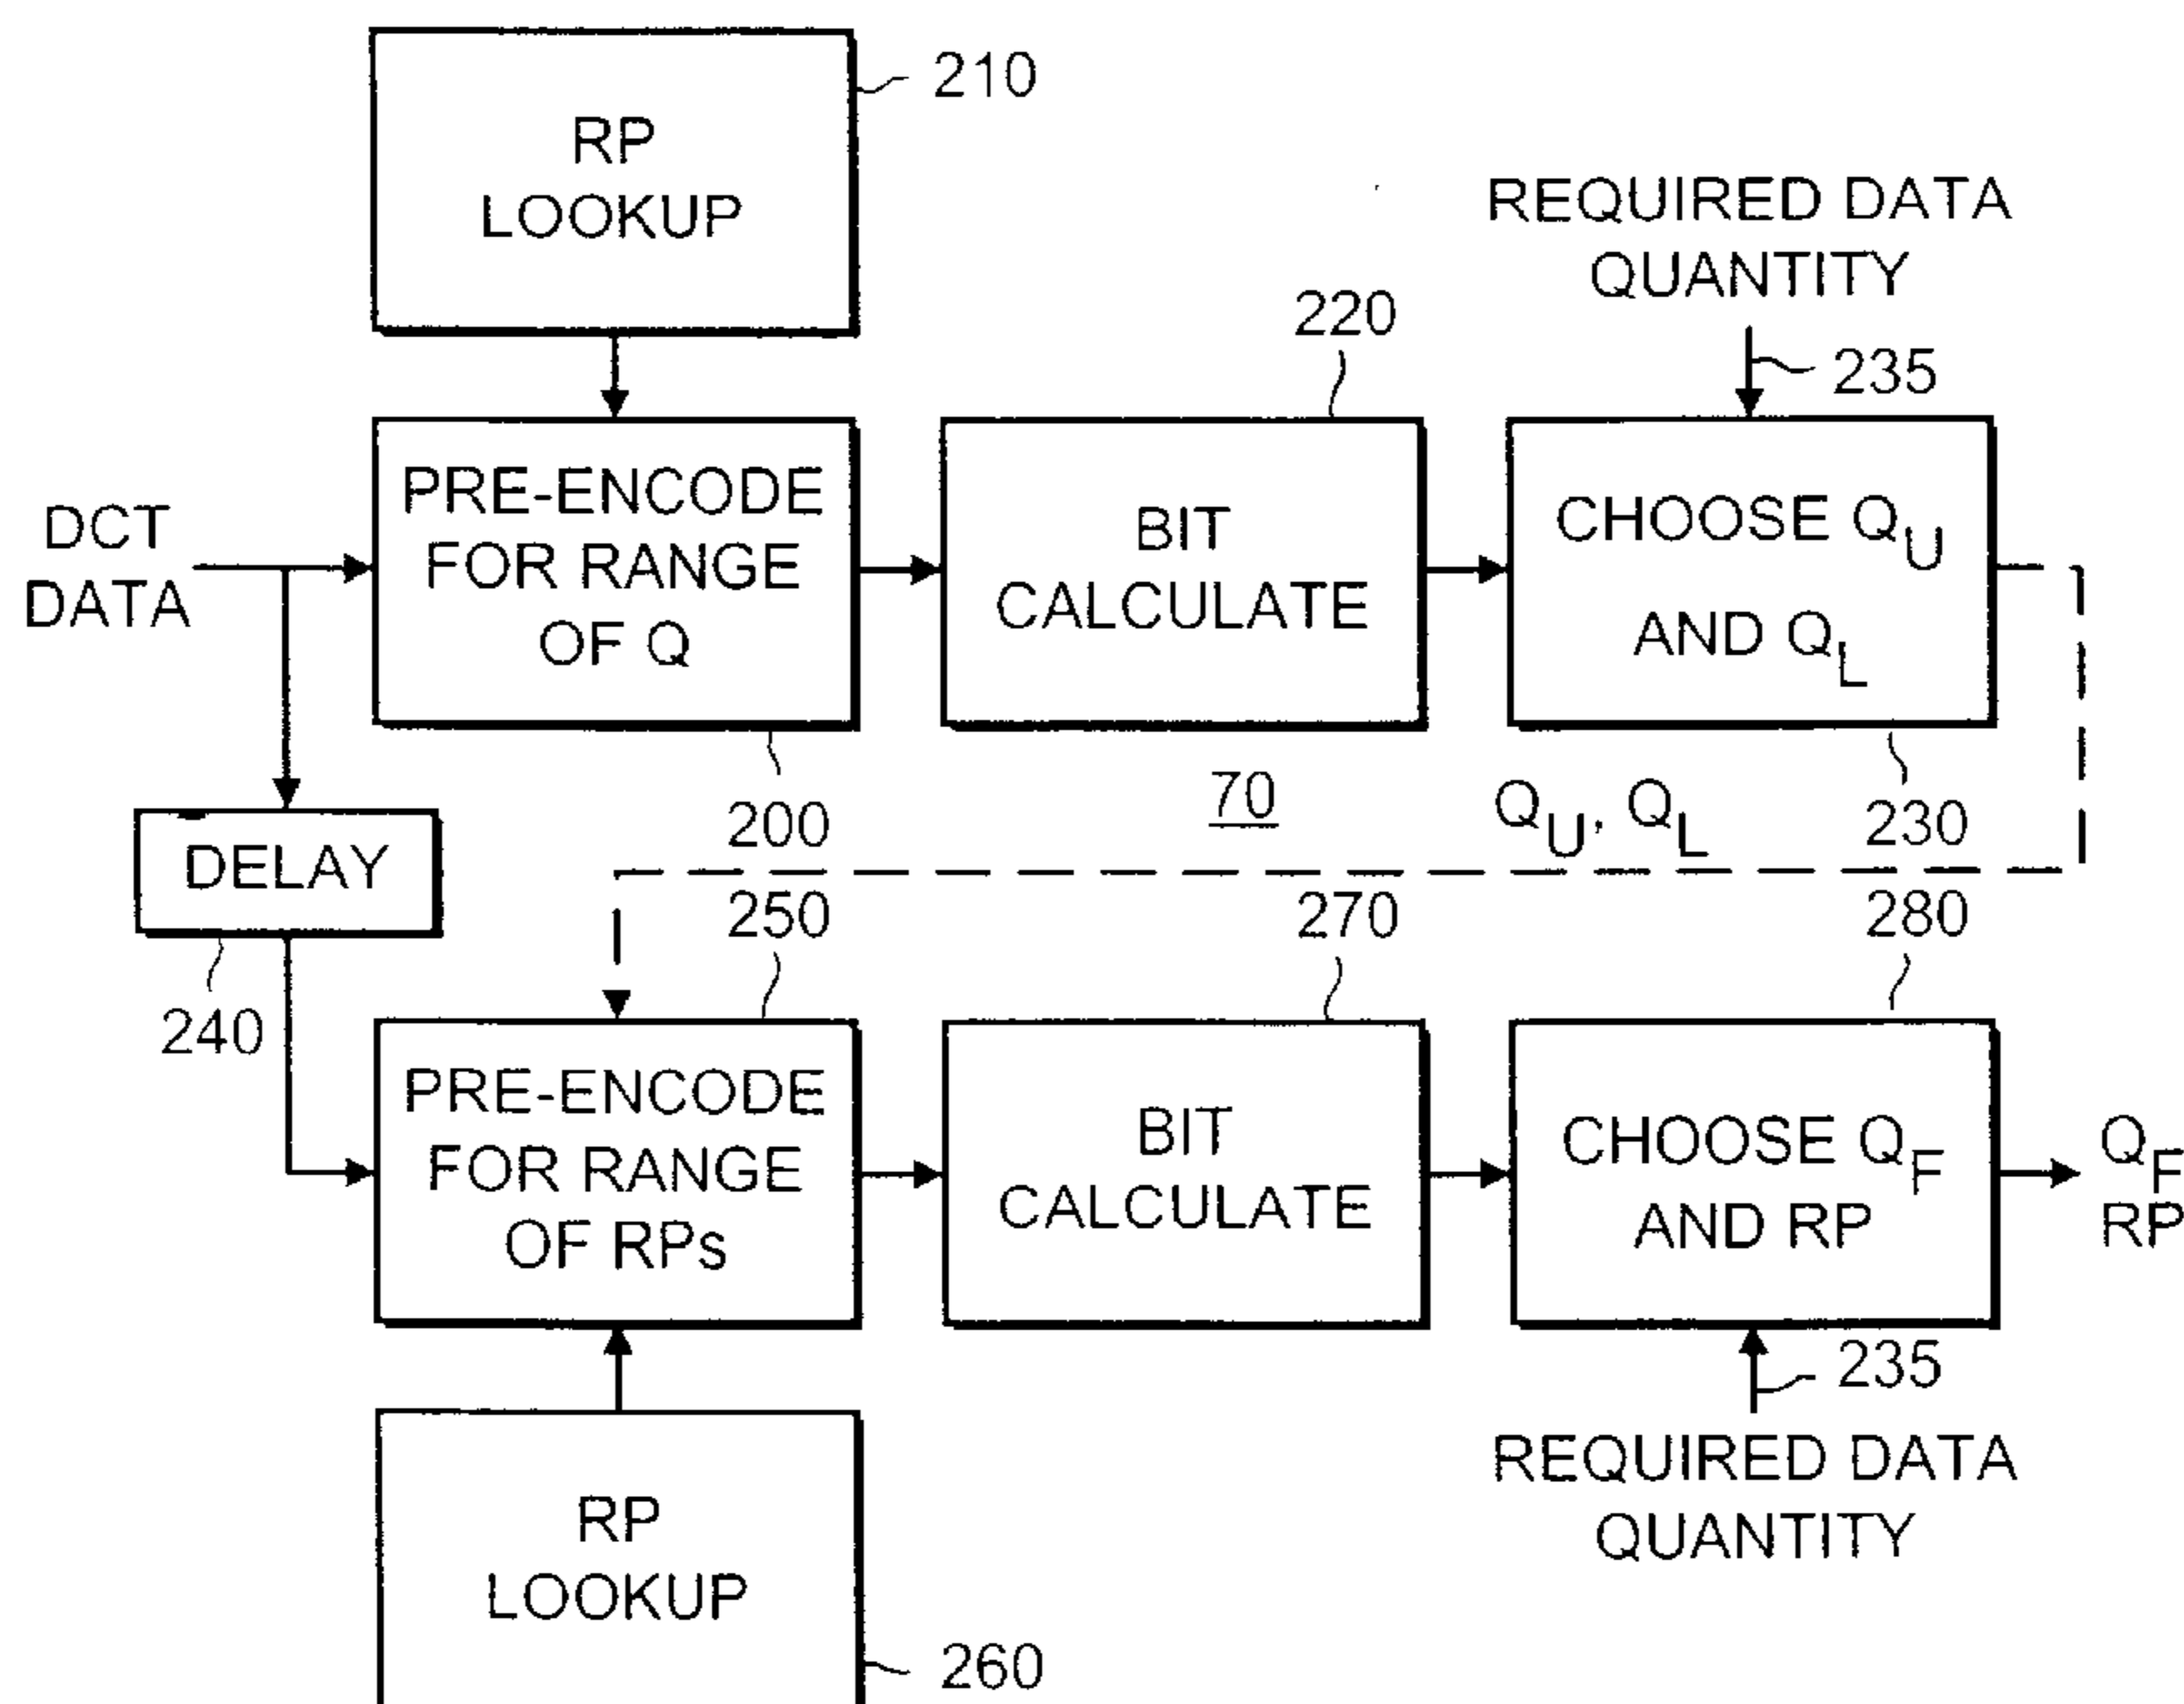 RP
LOOKUP
210
REQUIRED DATA
QUANTITY
235
220
DCT
DATA
PRE-ENCODE
FOR RANGE
OF Q
BIT
CALCULATE
CHOOSE QU
AND QL
200
70
QU, QL
230
DELAY
240
250
270
280
PRE-ENCODE
FOR RANGE
OF RPs
BIT
CALCULATE
CHOOSE QF
AND RP
QF
RP
235
REQUIRED DATA
QUANTITY
RP
LOOKUP
260